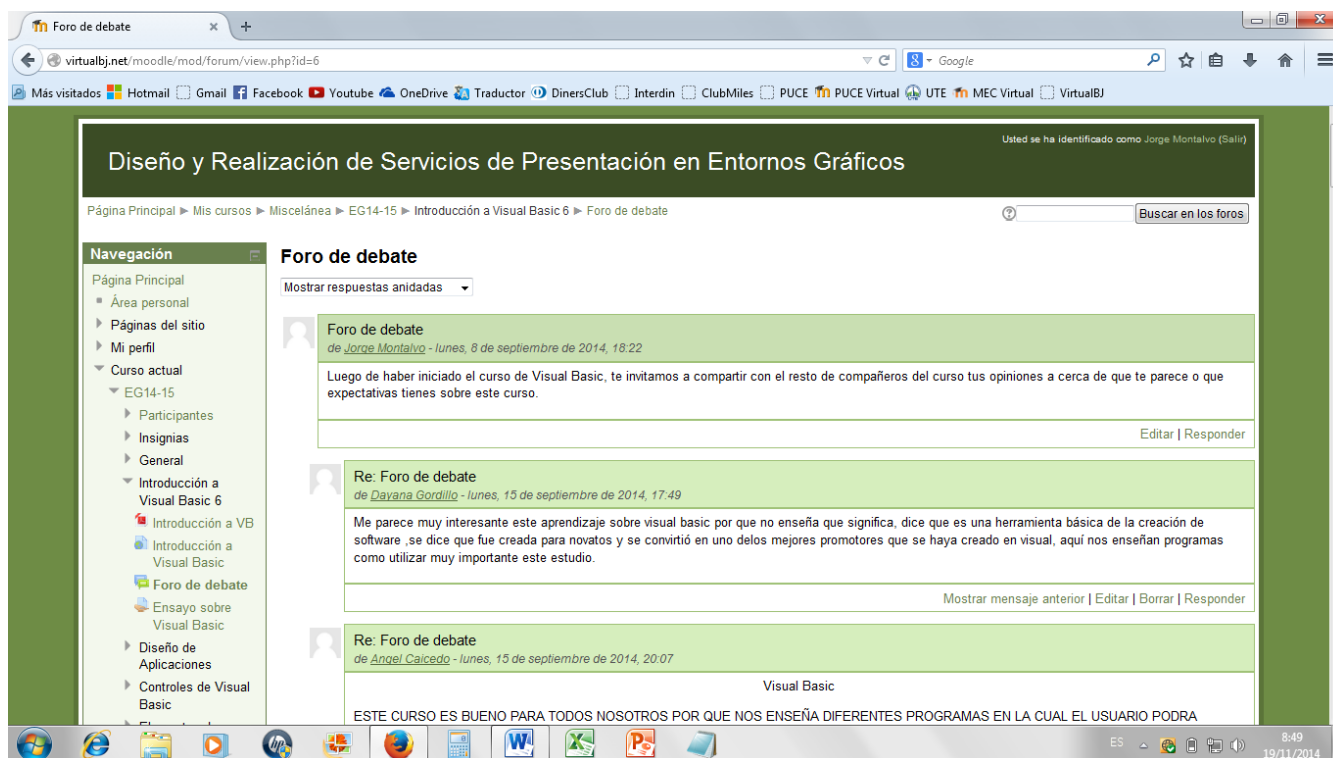 Foro de debate
virtualbj.net/moodle/mod/forum/view.php?id=6
Google
Más visitados Hotmail Gmail Facebook Youtube OneDrive Traductor DinersClub Interdin ClubMiles PUCE PUCE Virtual UTE MEC Virtual VirtualBJ
Usted se ha identificado como Jorge Montalvo (Salir)
Diseño y Realización de Servicios de Presentación en Entornos Gráficos
Página Principal ► Mis cursos ► Miscelánea ► EG14-15 ► Introducción a Visual Basic 6 ► Foro de debate
Buscar en los foros
Navegación
Página Principal
Área personal
Páginas del sitio
Mi perfil
Curso actual
EG14-15
Participantes
Insignias
General
Introducción a
Visual Basic 6
Introducción a VB
Introducción a
Visual Basic
Foro de debate
Ensayo sobre
Visual Basic
Diseño de
Aplicaciones
Controles de Visual
Basic
Foro de debate
Mostrar respuestas anidadas
Foro de debate
de Jorge Montalvo - lunes, 8 de septiembre de 2014, 18:22
Luego de haber iniciado el curso de Visual Basic, te invitamos a compartir con el resto de compañeros del curso tus opiniones a cerca de que te parece o que
expectativas tienes sobre este curso.
Editar | Responder
Re: Foro de debate
de Dayana Gordillo - lunes, 15 de septiembre de 2014, 17:49
Me parece muy interesante este aprendizaje sobre visual basic por que no enseña que significa, dice que es una herramienta básica de la creación de
software ,se dice que fue creada para novatos y se convirtió en uno delos mejores promotores que se haya creado en visual, aquí nos enseñan programas
como utilizar muy importante este estudio.
Mostrar mensaje anterior | Editar | Borrar | Responder
Re: Foro de debate
de Angel Caicedo - lunes, 15 de septiembre de 2014, 20:07
Visual Basic
ESTE CURSO ES BUENO PARA TODOS NOSOTROS POR QUE NOS ENSEÑA DIFERENTES PROGRAMAS EN LA CUAL EL USUARIO PODRA
ES
8:49
19/11/2014